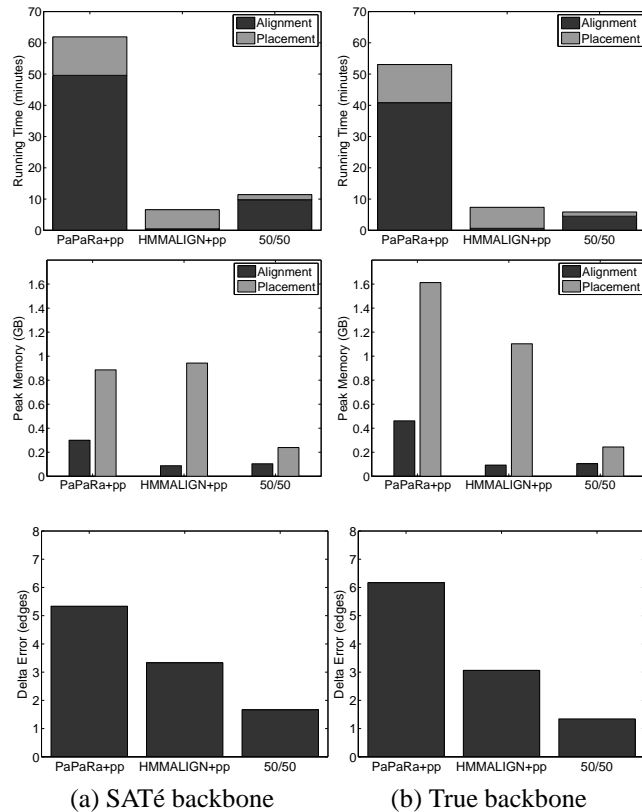 70
60
50
40
30
20
10
0
Running Time (minutes)
Alignment
Placement
PaPaRa+pp HMMALIGN+pp 50/50
70
60
50
40
30
20
10
0
Running Time (minutes)
Alignment
Placement
PaPaRa+pp HMMALIGN+pp 50/50
1.6
1.4
1.2
1
0.8
0.6
0.4
0.2
0
Peak Memory (GB)
Alignment
Placement
PaPaRa+pp HMMALIGN+pp 50/50
1.6
1.4
1.2
1
0.8
0.6
0.4
0.2
0
Peak Memory (GB)
Alignment
Placement
PaPaRa+pp HMMALIGN+pp 50/50
8
7
6
5
4
3
2
1
0
Delta Error (edges)
PaPaRa+pp HMMALIGN+pp 50/50
8
7
6
5
4
3
2
1
0
Delta Error (edges)
PaPaRa+pp HMMALIGN+pp 50/50
(a) SATé backbone
(b) True backbone